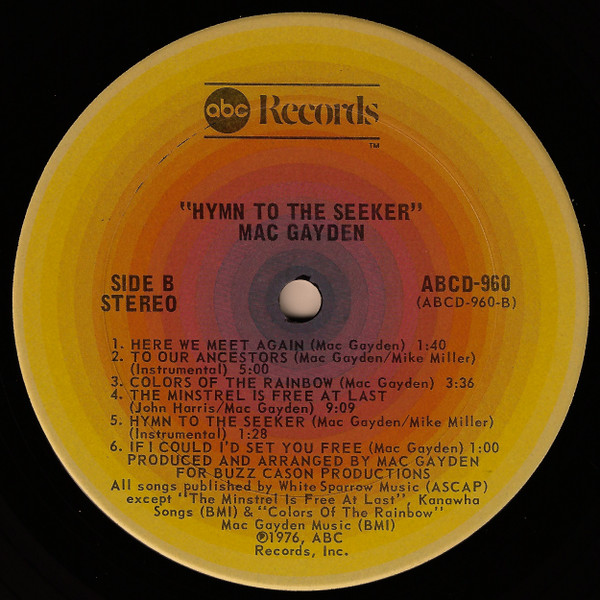 abc Records
TM
"HYMN TO THE SEEKER"
MAC GAYDEN
SIDE B
STEREO
ABCD-960
(ABCD-960-B)
1. HERE WE MEET AGAIN (Mac Gayden) 1:40
2. TO OUR ANCESTORS (Mac Gayden/Mike Miller)
(Instrumental) 5:00
3. COLORS OF THE RAINBOW (Mac Gayden) 3:36
4. THE MINSTREL IS FREE AT LAST
(John Harris/Mac Gayden) 9:09
5. HYMN TO THE SEEKER (Mac Gayden/Mike Miller)
(Instrumental) 1:28
6. IF I COULD I'D SET YOU FREE (Mac Gayden) 1:00
PRODUCED AND ARRANGED BY MAC GAYDEN
FOR BUZZ CASON PRODUCTIONS
All songs published by White Sparrow Music (ASCAP)
except "The Minstrel Is Free At Last", Kanawha
Songs (BMI) & "Colors Of The Rainbow"
Mac Gayden Music (BMI)
℗1976, ABC
Records, Inc.